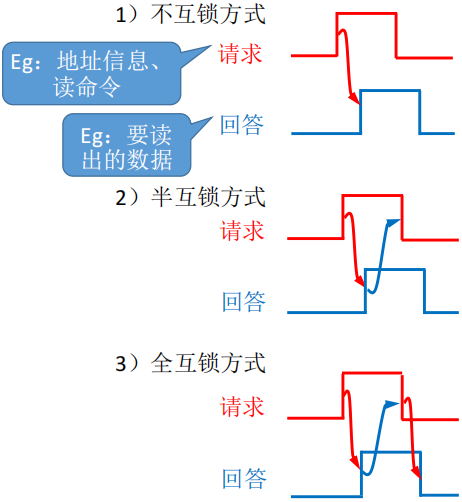 1）不互锁方式
Eg：地址信息、
读命令
请求
Eg：要读
出的数据
回答
2）半互锁方式
请求
回答
3）全互锁方式
请求
回答